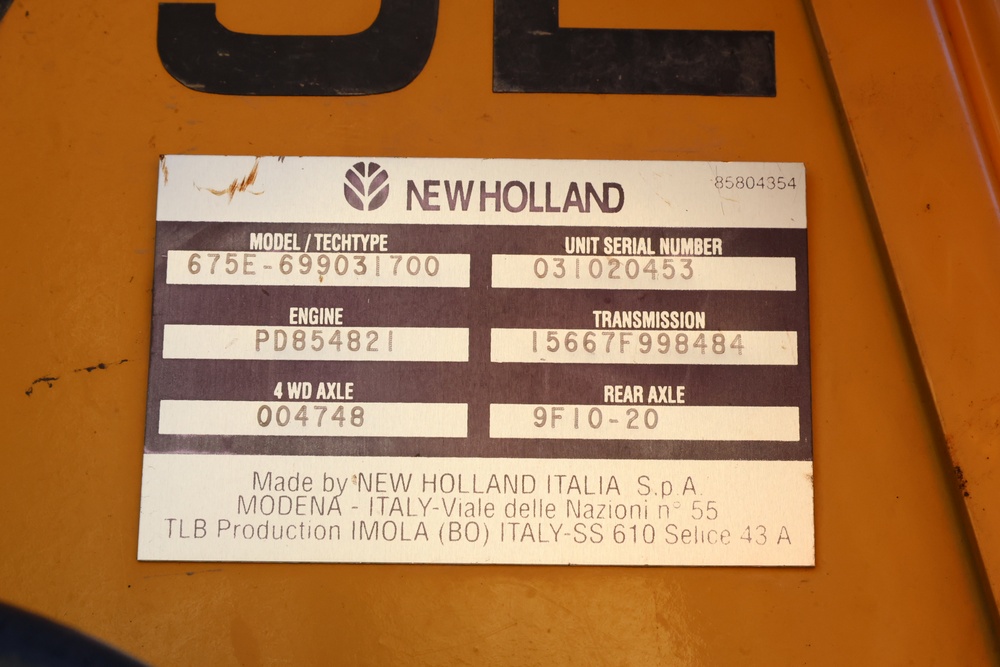 NEW HOLLAND
85804354
MODEL / TECHTYPE
675E-699031700
UNIT SERIAL NUMBER
031020453
ENGINE
PD854821
TRANSMISSION
15667F998484
4 WD AXLE
004748
REAR AXLE
9F10-20
Made by NEW HOLLAND ITALIA S.p.A.
MODENA - ITALY-Viale delle Nazioni n° 55
TLB Production IMOLA (BO) ITALY-SS 610 Selice 43 A